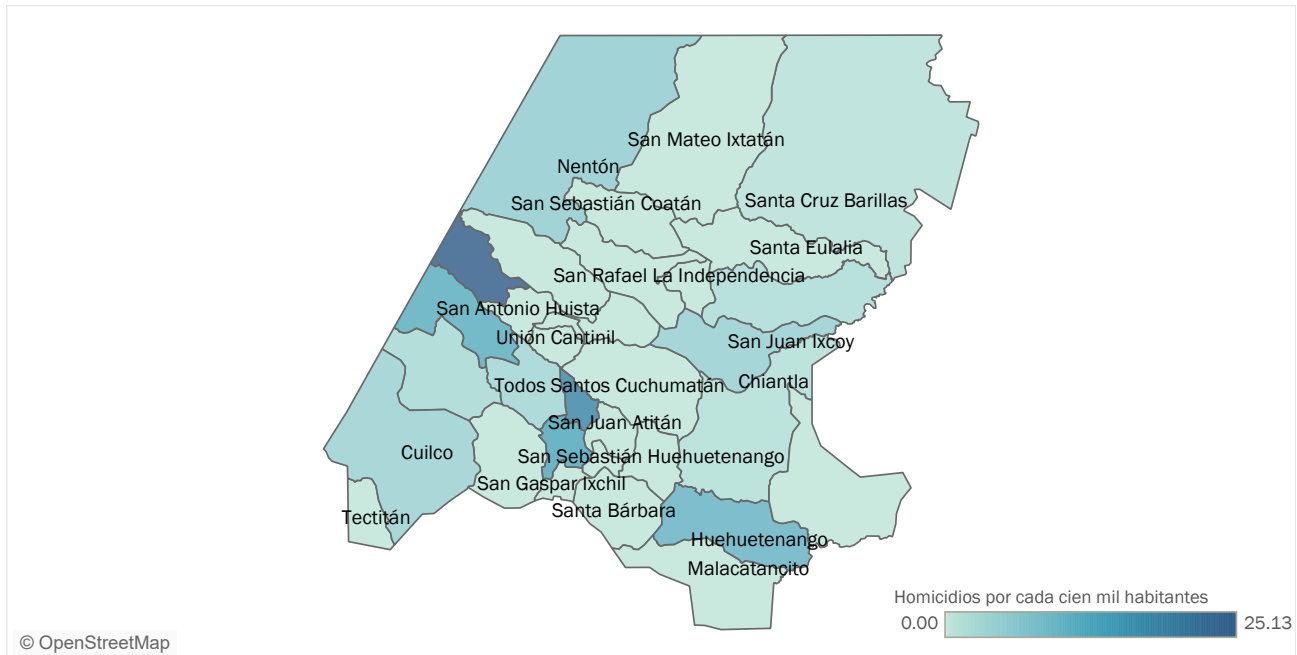 San Mateo Ixtatán
Nentón
San Sebastián Coatán
Santa Cruz Barillas
Santa Eulalia
San Rafael La Independencia
San Antonio Huista
Unión Cantinil
San Juan Ixcoy
Todos Santos Cuchumatán
Chiantla
San Juan Atitán
Cuilco
San Sebastián Huehuetenango
San Gaspar Ixchil
Santa Bárbara
Tectitán
Huehuetenango
Malacatancito
Homicidios por cada cien mil habitantes
0.00
25.13
© OpenStreetMap